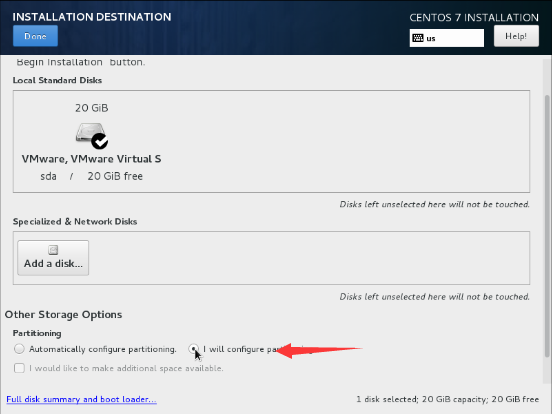 INSTALLATION DESTINATION
CENTOS 7 INSTALLATION
Done
us
Help!
Begin Installation" button.
Local Standard Disks
20 GiB
VMware, VMware Virtual S
sda / 20 GiB free
Disks left unselected here will not be touched.
Specialized & Network Disks
Add a disk...
Disks left unselected here will not be touched.
Other Storage Options
Partitioning
Automatically configure partitioning.
I will configure
I would like to make additional space available.
Full disk summary and boot loader...
1 disk selected; 20 GiB capacity; 20 GiB free